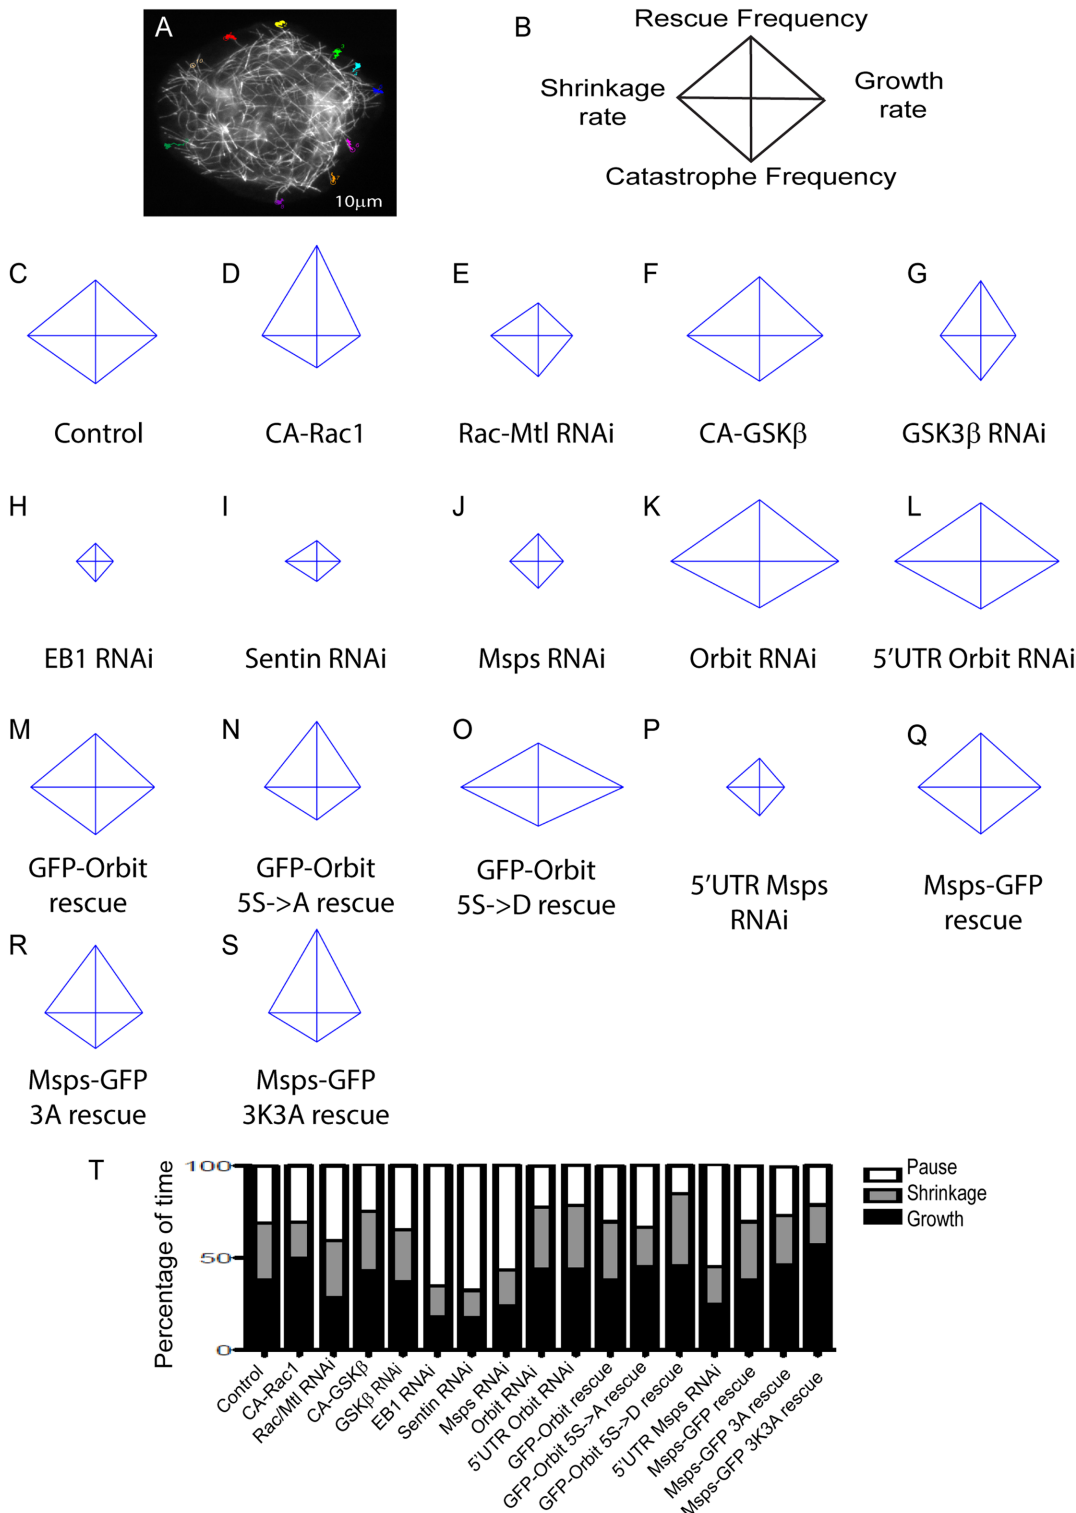 A
10μm
B
Rescue Frequency
Shrinkage
rate
Growth
rate
Catastrophe Frequency
C
D
E
F
G
Control
CA-Rac1
Rac-Mtl RNAi
CA-GSKβ
GSK3β RNAi
H
I
J
K
L
EB1 RNAi
Sentin RNAi
Msps RNAi
Orbit RNAi
5'UTR Orbit RNAi
M
N
O
P
Q
GFP-Orbit
rescue
GFP-Orbit
5S->A rescue
GFP-Orbit
5S->D rescue
5'UTR Msps
RNAi
Msps-GFP
rescue
R
S
Msps-GFP
3A rescue
Msps-GFP
3K3A rescue
T
Percentage of time
100
50
0
Pause
Shrinkage
Growth
Control
CA-Rac1
Rac/Mtl RNAi
CA-GSKβ
GSKβ RNAi
EB1 RNAi
Sentin RNAi
Msps RNAi
Orbit RNAi
5'UTR Orbit RNAi
GFP-Orbit rescue
GFP-Orbit 5S->A rescue
GFP-Orbit 5S->D rescue
5'UTR Msps RNAi
Msps-GFP rescue
Msps-GFP 3A rescue
Msps-GFP 3K3A rescue